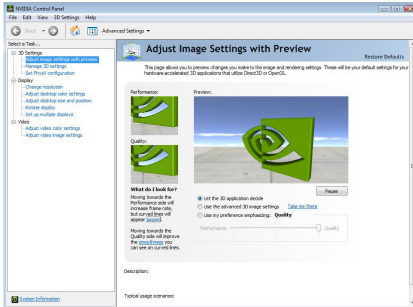 NVIDIA Control Panel
File Edit View 3D Settings Help
Back
Advanced Settings
Select a Task...
3D Settings
Adjust image settings with preview
Manage 3D settings
Set PhysX configuration
Display
Change resolution
Adjust desktop color settings
Adjust desktop size and position
Rotate display
Set up multiple displays
Video
Adjust video color settings
Adjust video image settings
System Information
Adjust Image Settings with Preview
Restore Defaults
This page allows you to preview changes you make to the image and rendering settings. These will be your default settings for your
hardware-accelerated 3D applications that utilize Direct3D or OpenGL.
Performance:
Quality:
What do I look for?
Moving towards the
Performance side will
increase frame rate,
but curved lines will
appear jagged.
Moving towards the
Quality side will improve
the smoothness you
can see on curved lines.
Preview:
Pause
Let the 3D application decide
Use the advanced 3D image settings Take me there
Use my preference emphasizing: Quality
Performance Quality
Description:
Typical usage scenarios: